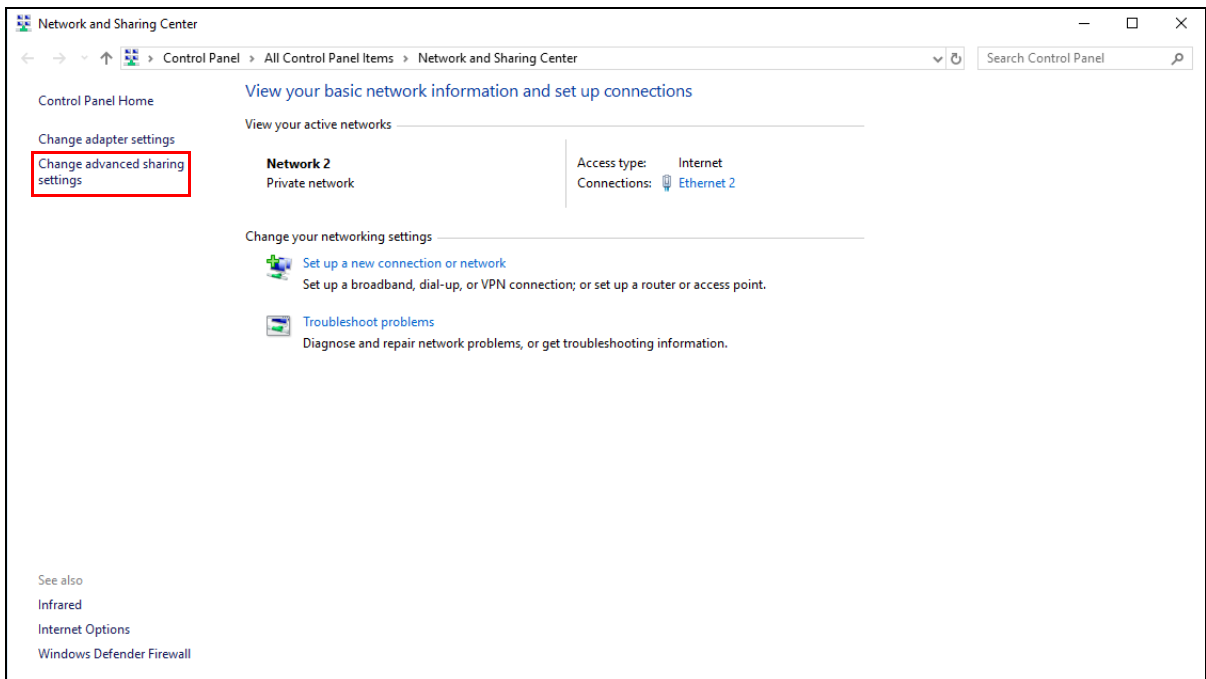 Network and Sharing Center
Control Panel > All Control Panel Items > Network and Sharing Center
Search Control Panel
Control Panel Home
Change adapter settings
Change advanced sharing
settings
View your basic network information and set up connections
View your active networks
Network 2
Private network
Access type: Internet
Connections: Ethernet 2
Change your networking settings
Set up a new connection or network
Set up a broadband, dial-up, or VPN connection; or set up a router or access point.
Troubleshoot problems
Diagnose and repair network problems, or get troubleshooting information.
See also
Infrared
Internet Options
Windows Defender Firewall